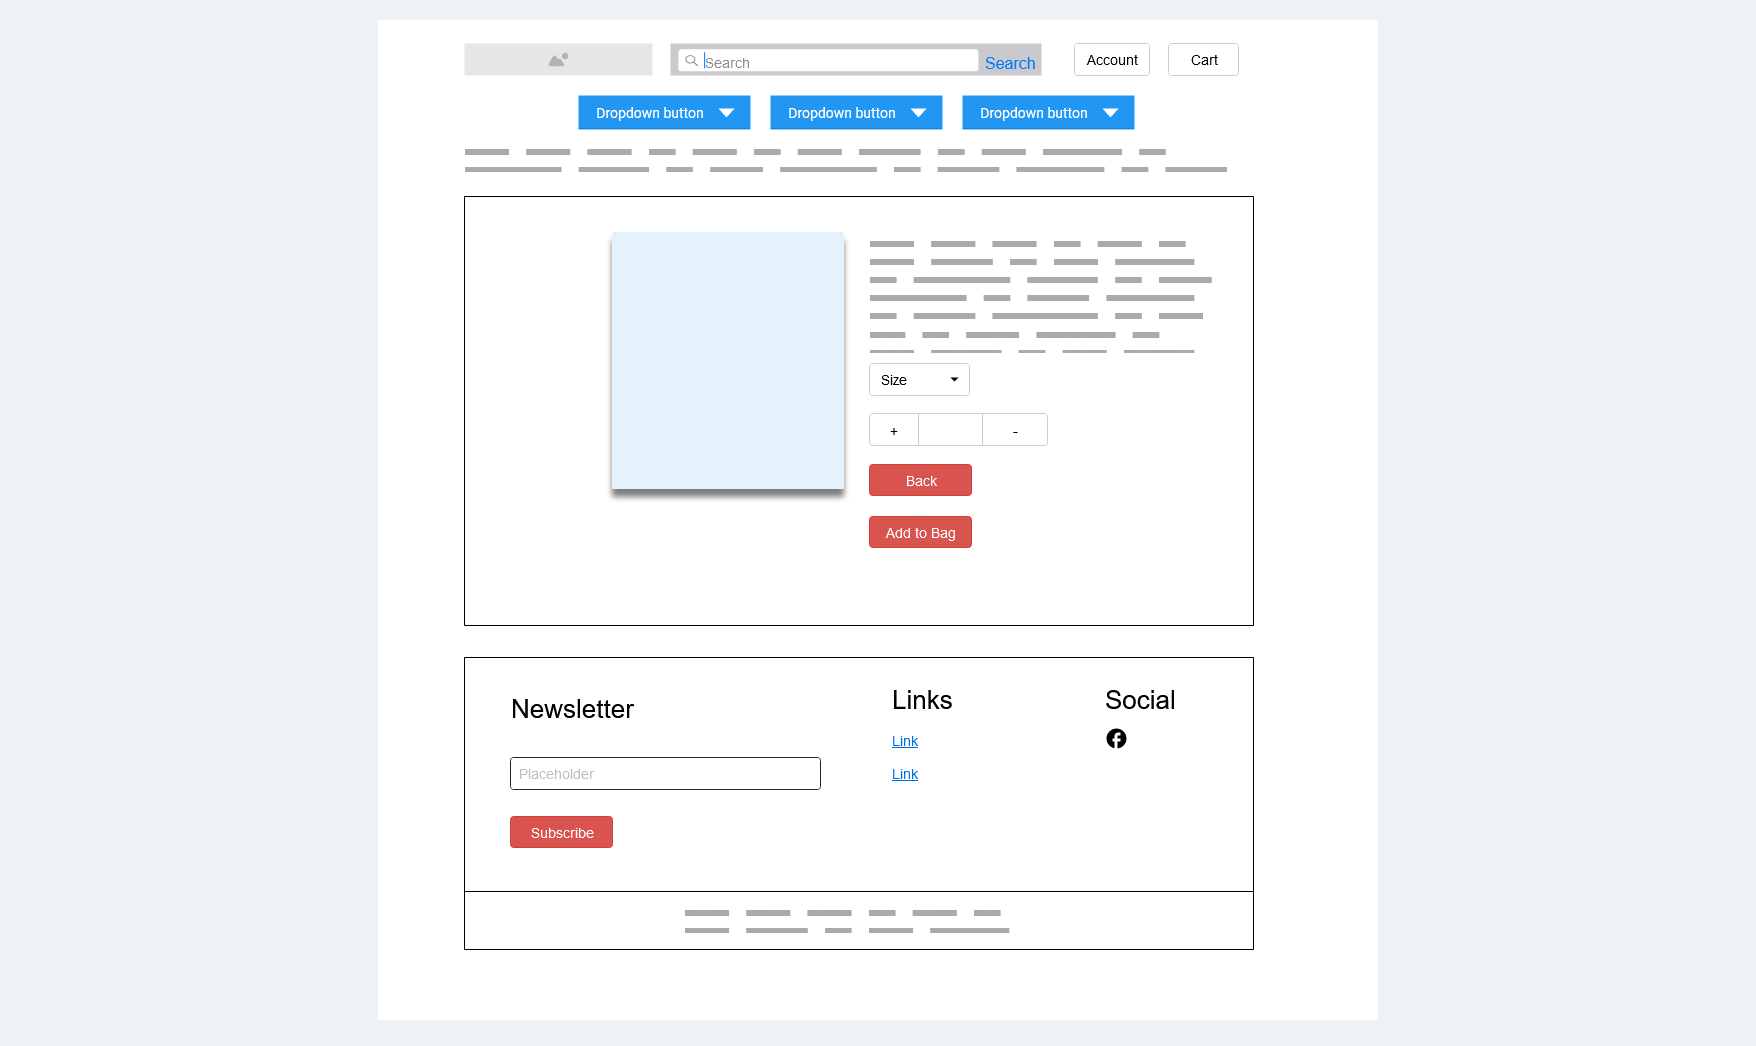 Search Search Account Cart
Dropdown button Dropdown button Dropdown button
Size
+ -
Back
Add to Bag
Newsletter
Placeholder
Subscribe
Links
Link
Link
Social